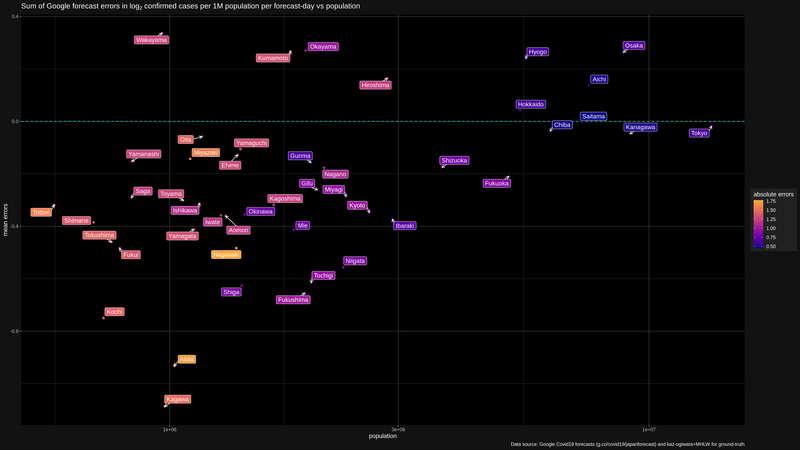 Sum of Google forecast errors in log₂ confirmed cases per 1M population per forecast-day vs population
0.4
Wakayama
Kumamoto
Okayama
Hiroshima
Hyogo
Osaka
Aichi
Hokkaido
Saitama
0.0
Chiba
Kanagawa
Tokyo
Oita
Miyazaki
Yamaguchi
Ehime
Yamanashi
Gunma
Nagano
Shizuoka
Fukuoka
Gifu
Miyagi
Saga
Toyama
Kagoshima
Kyoto
Tottori
Shimane
Ishikawa
Iwate
Okinawa
Aomori
Mie
Ibaraki
-0.4
mean errors
Tokushima
Yamagata
Fukui
Nagasaki
Niigata
Tochigi
Shiga
Fukushima
Kochi
-0.8
Akita
Kagawa
absolute errors
1.75
1.50
1.25
1.00
0.75
0.50
1e+06
3e+06
1e+07
population
Data source: Google Covid19 forecasts (g.co/covid19/japanforecast) and kaz-ogiwara+MHLW for ground-truth